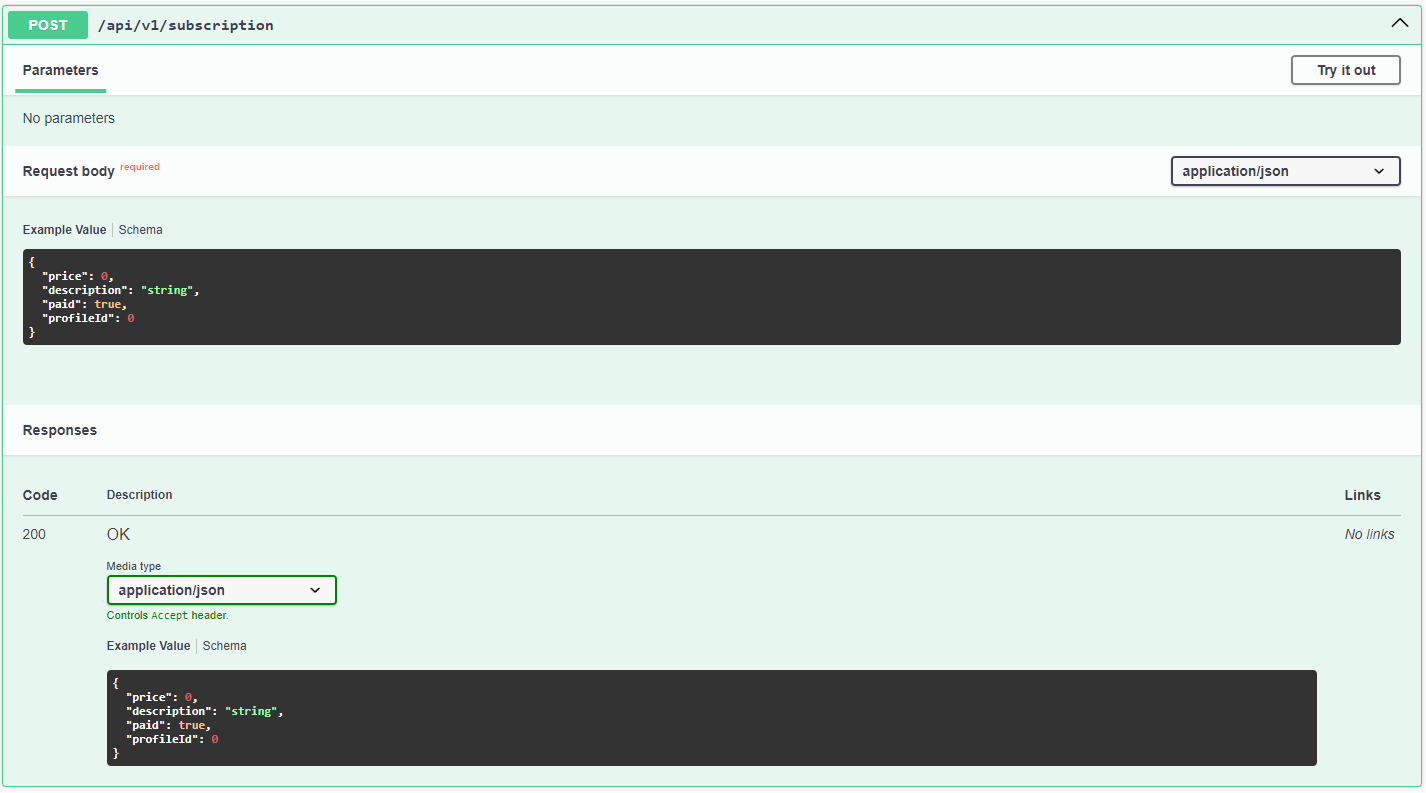 POST /api/v1/subscription
Parameters Try it out
No parameters
Request body required application/json
Example Value Schema
{
"price": 0,
"description": "string",
"paid": true,
"profileId": 0
}
Responses
Code Description Links
200 OK No links
Media type
application/json
Controls Accept header.
Example Value Schema
{
"price": 0,
"description": "string",
"paid": true,
"profileId": 0
}